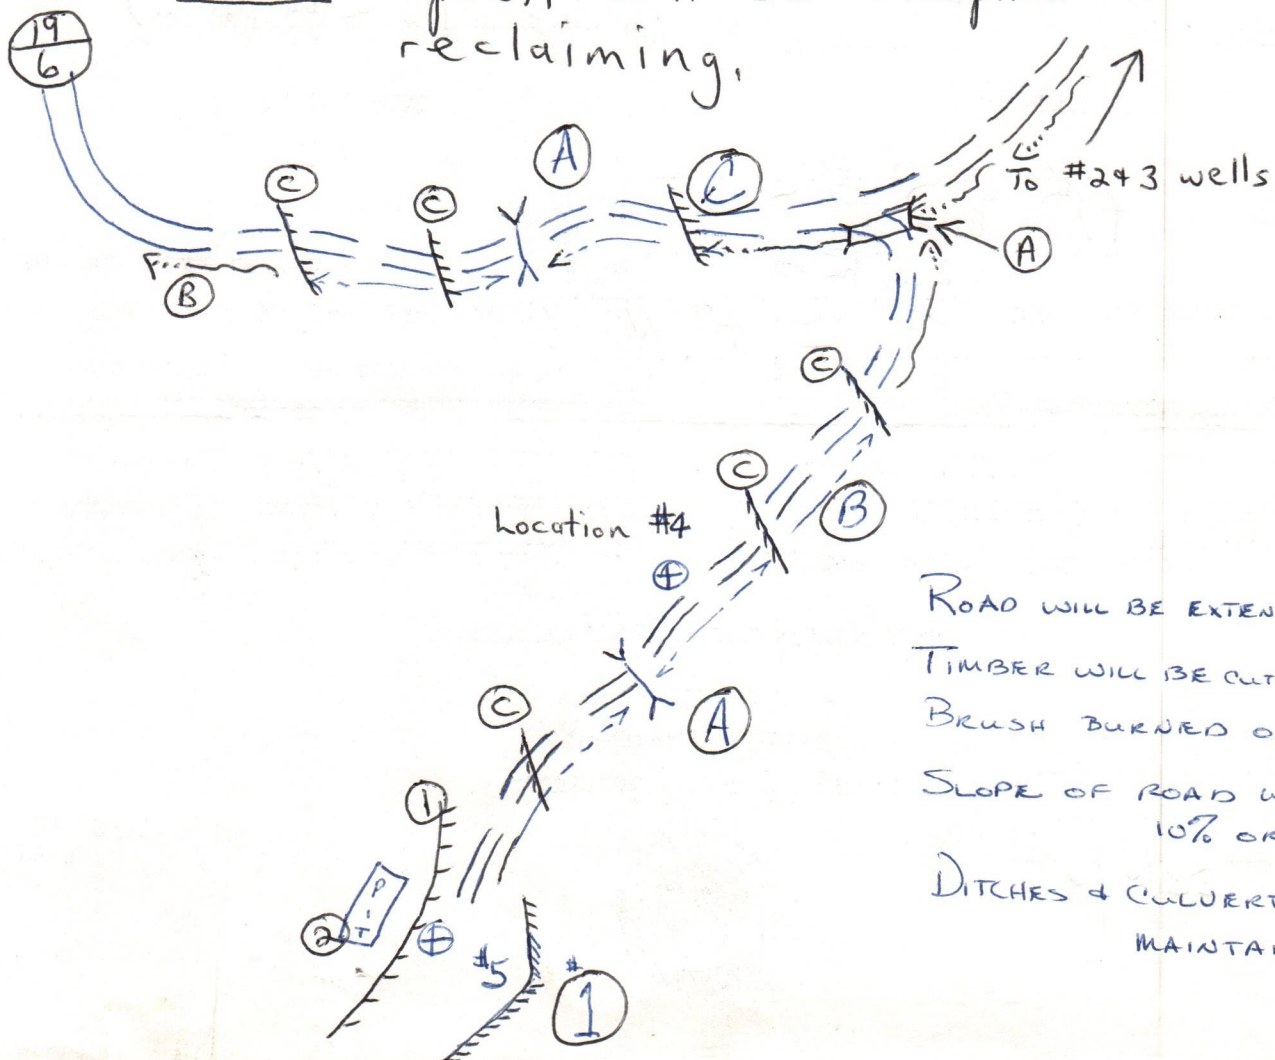 reclaiming.
19
6
A
C
C
C
To #2+3 wells
A
B
C
C
B
Location #4
ROAD WILL BE EXTEN
TIMBER WILL BE CUT
BRUSH BURNED O
SLOPE OF ROAD W
10% OR
DITCHES & CULVERT
MAINTAI
C
A
1
2
PIT
#5
#
1